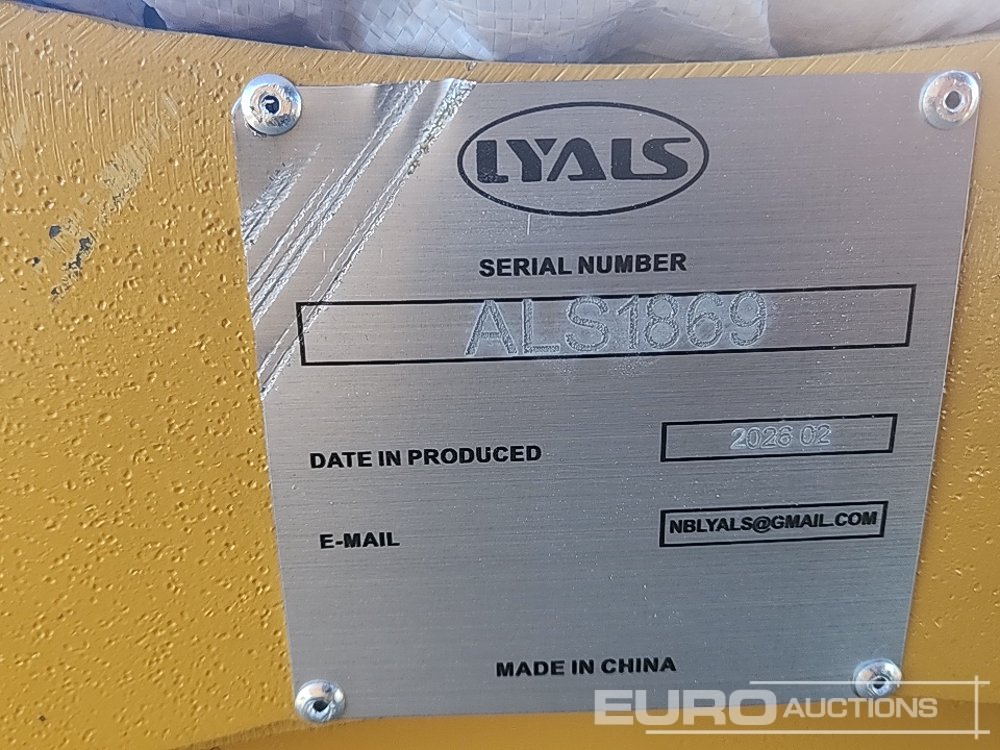 LYALS
SERIAL NUMBER
ALS1869
DATE IN PRODUCED 2026 02
E-MAIL NBLYALS@GMAIL.COM
MADE IN CHINA
EURO AUCTIONS